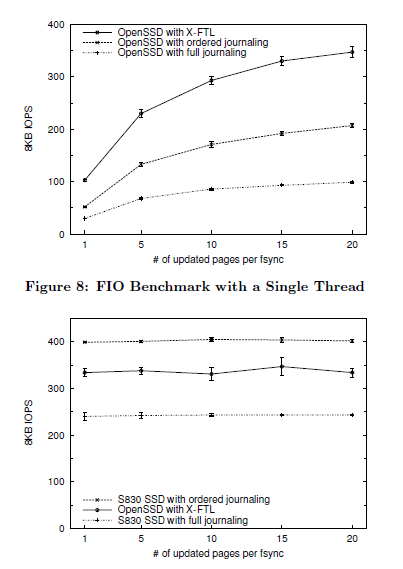 400
300
200
100
0
8KB IOPS
OpenSSD with X-FTL
OpenSSD with ordered journaling
OpenSSD with full journaling
1 5 10 15 20
# of updated pages per fsync
Figure 8: FIO Benchmark with a Single Thread
400
300
200
100
0
8KB IOPS
S830 SSD with ordered journaling
OpenSSD with X-FTL
S830 SSD with full journaling
1 5 10 15 20
# of updated pages per fsync